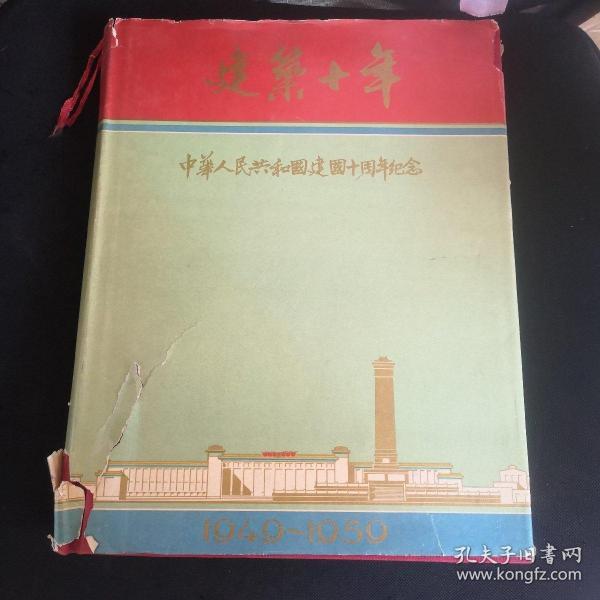 建築十年
中華人民共和國建國十周年纪念
1949-1959
孔夫子旧书网
www.kongfz.com